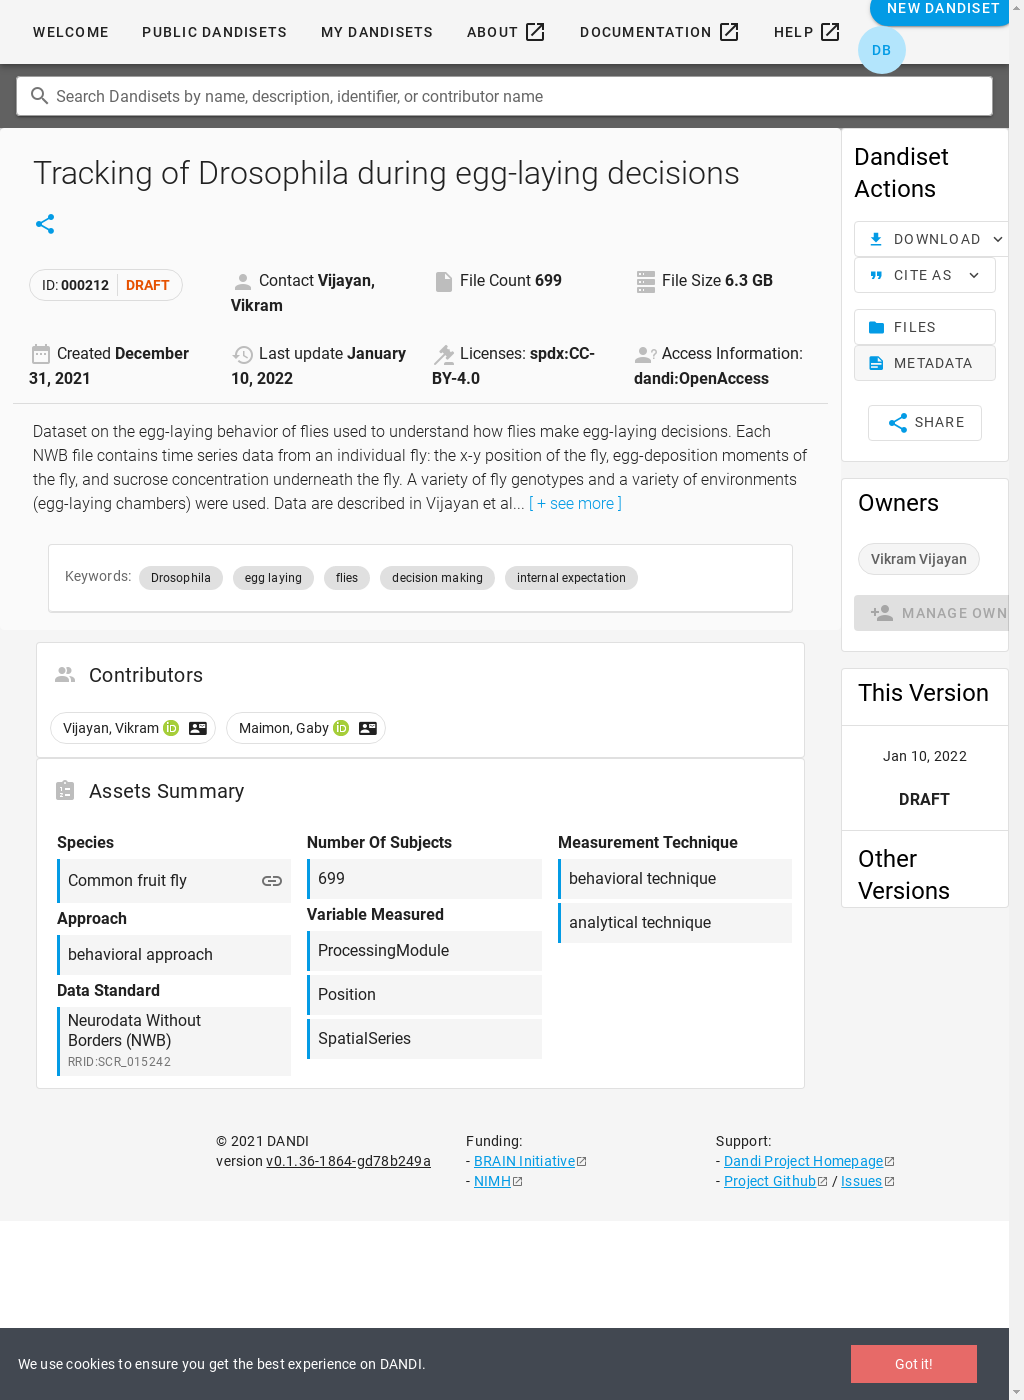 WELCOME PUBLIC DANDISETS MY DANDISETS ABOUT DOCUMENTATION HELP NEW DANDISET
DB
Search Dandisets by name, description, identifier, or contributor name
Tracking of Drosophila during egg-laying decisions
ID: 000212 DRAFT
Contact Vijayan,
Vikram
File Count 699
File Size 6.3 GB
Created December
31, 2021
Last update January
10, 2022
Licenses: spdx:CC-
BY-4.0
Access Information:
dandi:OpenAccess
Dataset on the egg-laying behavior of flies used to understand how flies make egg-laying decisions. Each
NWB file contains time series data from an individual fly: the x-y position of the fly, egg-deposition moments of
the fly, and sucrose concentration underneath the fly. A variety of fly genotypes and a variety of environments
(egg-laying chambers) were used. Data are described in Vijayan et al... [ + see more ]
Keywords: Drosophila egg laying flies decision making internal expectation
Contributors
Vijayan, Vikram iD Maimon, Gaby iD
Assets Summary
Species
Common fruit fly
Approach
behavioral approach
Data Standard
Neurodata Without
Borders (NWB)
RRID:SCR_015242
Number Of Subjects
699
Variable Measured
ProcessingModule
Position
SpatialSeries
Measurement Technique
behavioral technique
analytical technique
Dandiset
Actions
DOWNLOAD
CITE AS
FILES
METADATA
SHARE
Owners
Vikram Vijayan
MANAGE OWN
This Version
Jan 10, 2022
DRAFT
Other
Versions
© 2021 DANDI
version v0.1.36-1864-gd78b249a
Funding:
- BRAIN Initiative
- NIMH
Support:
- Dandi Project Homepage
- Project Github / Issues
We use cookies to ensure you get the best experience on DANDI.
Got it!